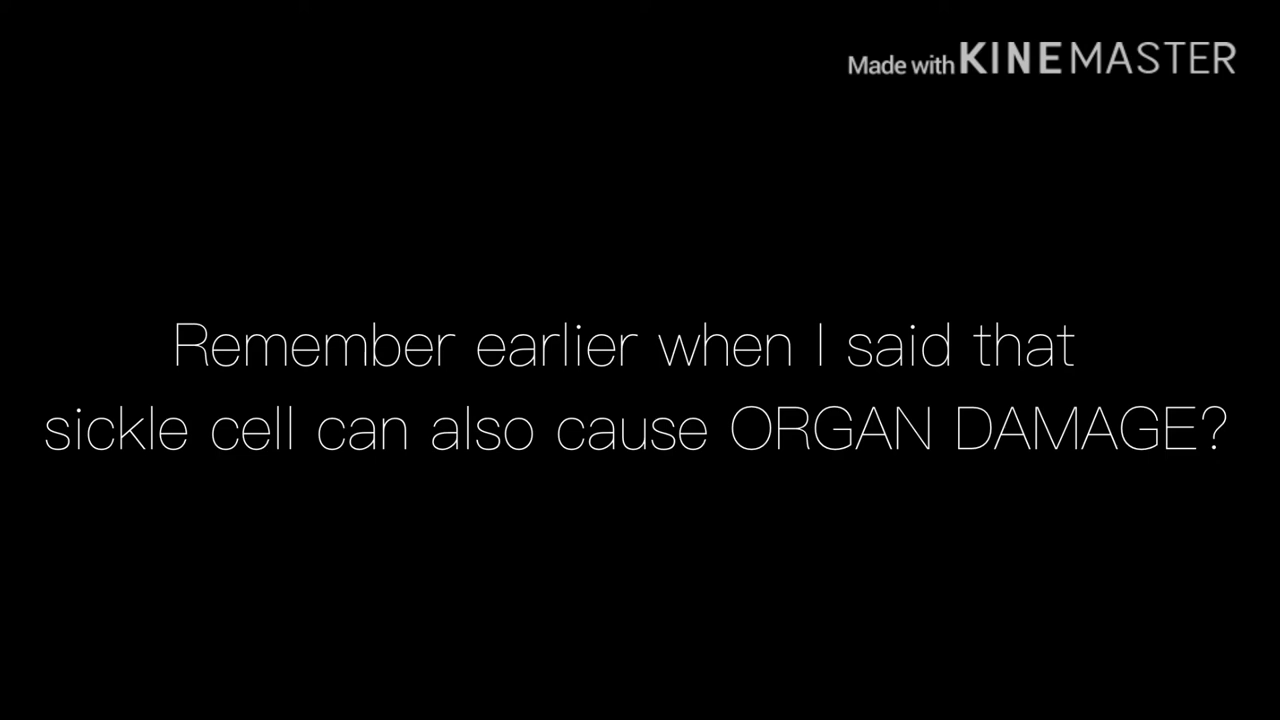 Made with KINEMASTER
Remember earlier when I said that
sickle cell can also cause ORGAN DAMAGE?